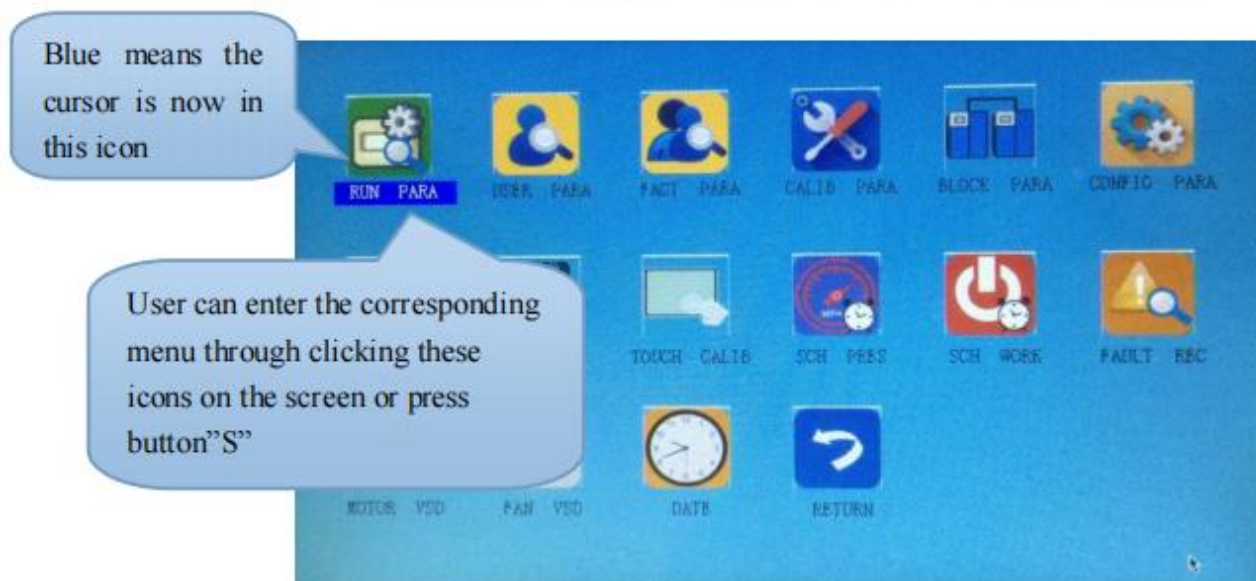 Blue means the
cursor is now in
this icon
RUN PARA
USER PARA
FACT PARA
CALIB PARA
BLOCK PARA
CONFIG PARA
User can enter the corresponding
menu through clicking these
icons on the screen or press
button”S”
TOUCH CALIB
SCH PRES
SCH WORK
FAULT REC
MOTOR VSD
FAN VSD
DATE
RETURN